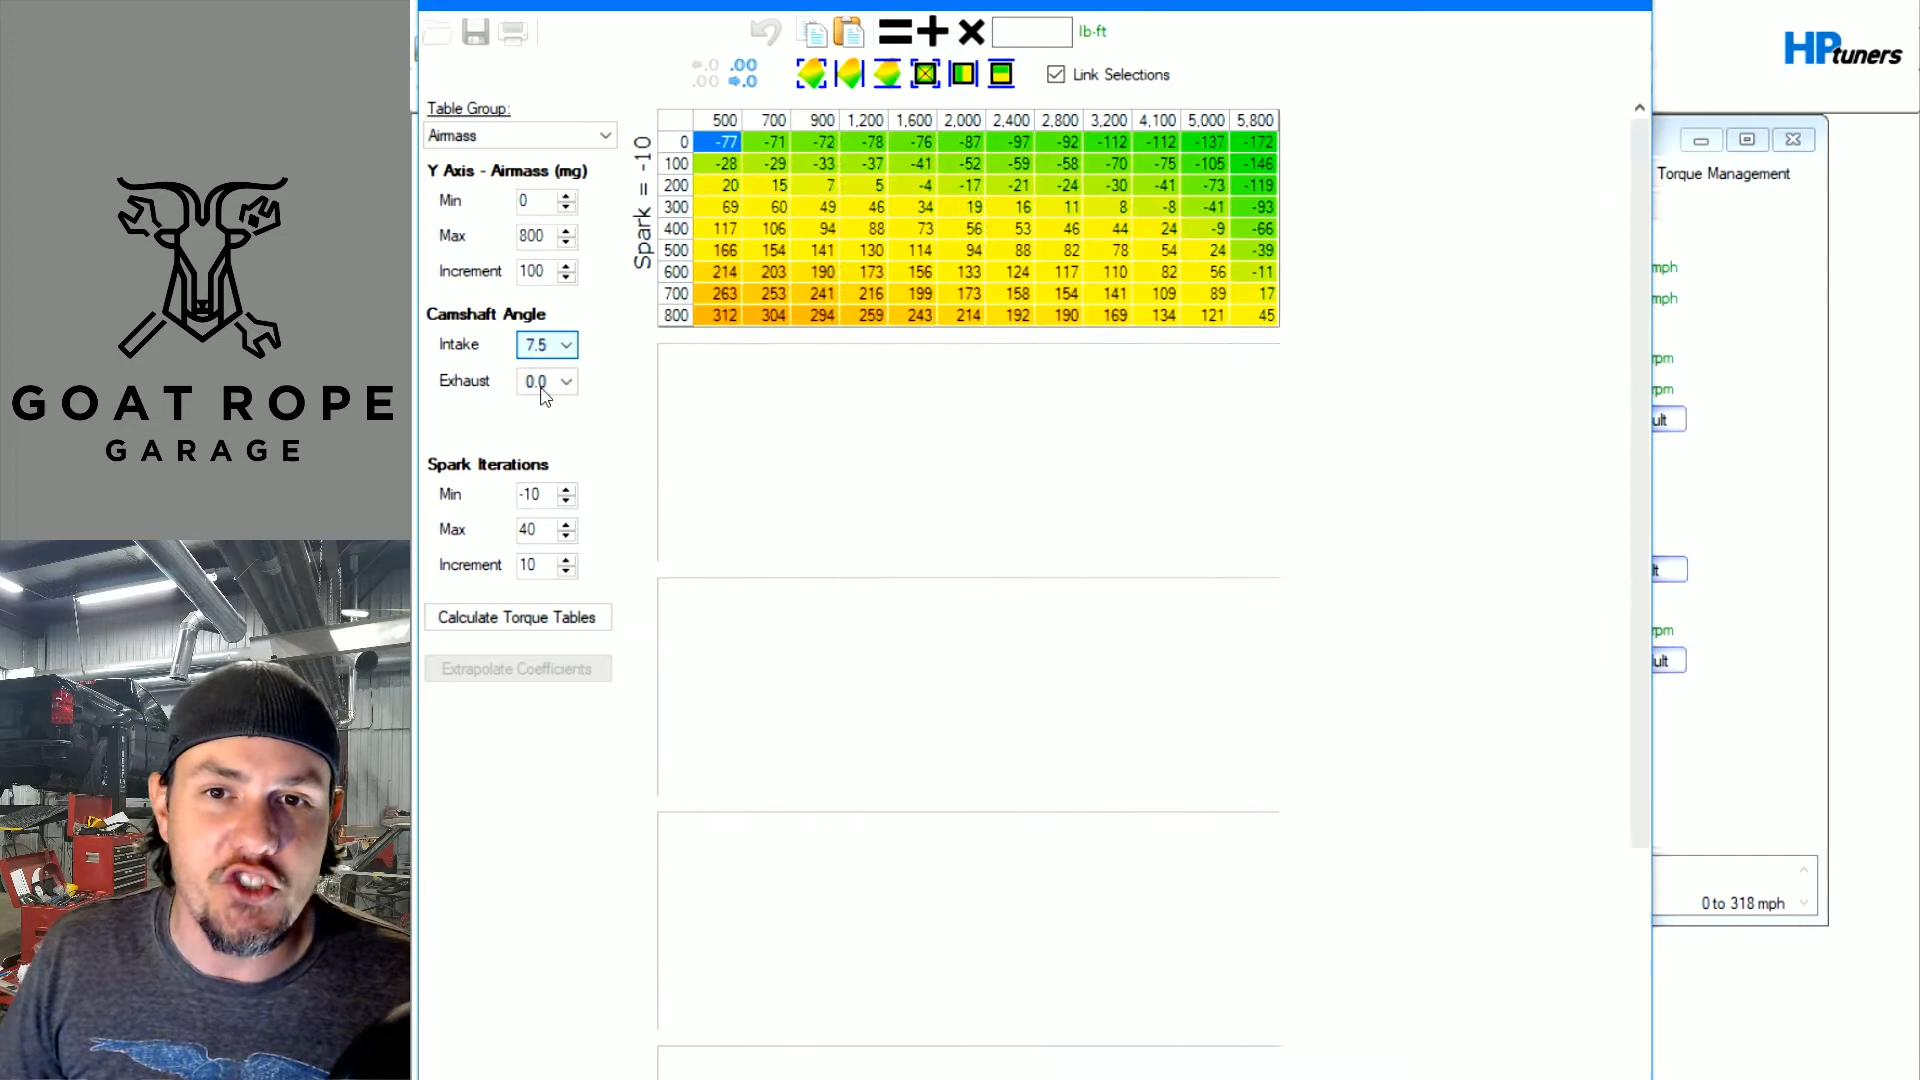 GOAT ROPE
GARAGE
HPtuners
lb-ft
Link Selections
Table Group:
Airmass
Y Axis - Airmass (mg)
Min 0
Max 800
Increment 100
Camshaft Angle
Intake 7.5
Exhaust 0.0
Spark Iterations
Min -10
Max 40
Increment 10
Calculate Torque Tables
Extrapolate Coefficients
Spark = -10
500 700 900 1,200 1,600 2,000 2,400 2,800 3,200 4,100 5,000 5,800
0 -77 -71 -72 -78 -76 -87 -97 -92 -112 -112 -137 -172
100 -28 -29 -33 -37 -41 -52 -59 -58 -70 -75 -105 -146
200 20 15 7 5 -4 -17 -21 -24 -30 -41 -73 -119
300 69 60 49 46 34 19 16 11 8 -8 -41 -93
400 117 106 94 88 73 56 53 46 44 24 -9 -66
500 166 154 141 130 114 94 88 82 78 54 24 -39
600 214 203 190 173 156 133 124 117 110 82 56 -11
700 263 253 241 216 199 173 158 154 141 109 89 17
800 312 304 294 259 243 214 192 190 169 134 121 45
Torque Management
mph
mph
rpm
rpm
ult
lt
rpm
ult
0 to 318 mph